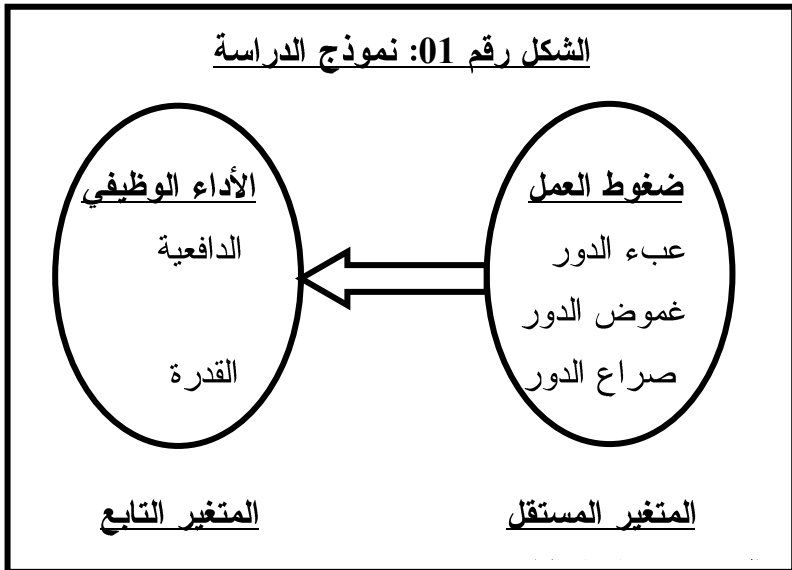 الشكل رقم 01: نموذج الدراسة
ضغوط العمل
عبء الدور
غموض الدور
صراع الدور
الأداء الوظيفي
الدافعية
القدرة
المتغير المستقل
المتغير التابع